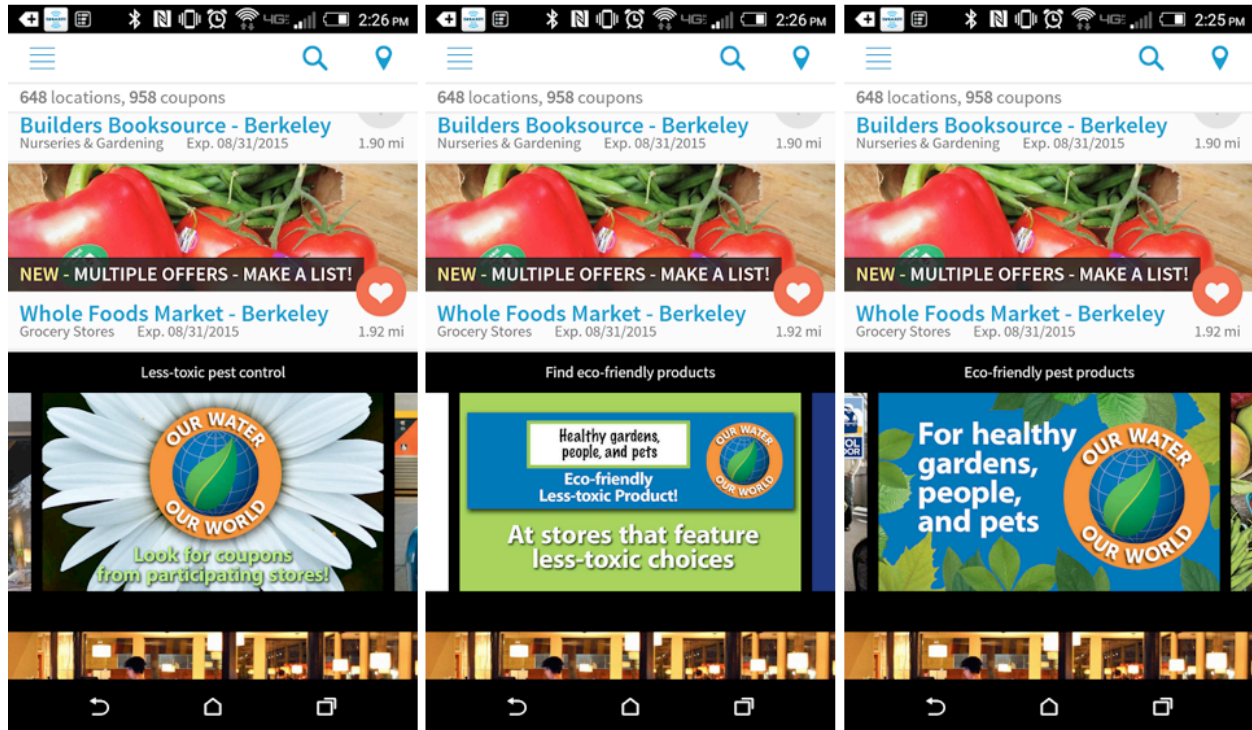 4G
2:26 PM
648 locations, 958 coupons
Builders Booksource - Berkeley
Nurseries & Gardening Exp. 08/31/2015 1.90 mi
NEW - MULTIPLE OFFERS - MAKE A LIST!
Whole Foods Market - Berkeley
Grocery Stores Exp. 08/31/2015 1.92 mi
Less-toxic pest control
OUR WATER
OUR WORLD
Look for coupons
from participating stores!
4G
2:26 PM
648 locations, 958 coupons
Builders Booksource - Berkeley
Nurseries & Gardening Exp. 08/31/2015 1.90 mi
NEW - MULTIPLE OFFERS - MAKE A LIST!
Whole Foods Market - Berkeley
Grocery Stores Exp. 08/31/2015 1.92 mi
Find eco-friendly products
Healthy gardens,
people, and pets
Eco-friendly
Less-toxic Product!
OUR WATER
OUR WORLD
At stores that feature
less-toxic choices
4G
2:25 PM
648 locations, 958 coupons
Builders Booksource - Berkeley
Nurseries & Gardening Exp. 08/31/2015 1.90 mi
NEW - MULTIPLE OFFERS - MAKE A LIST!
Whole Foods Market - Berkeley
Grocery Stores Exp. 08/31/2015 1.92 mi
Eco-friendly pest products
For healthy
gardens,
people,
and pets
OUR WATER
OUR WORLD